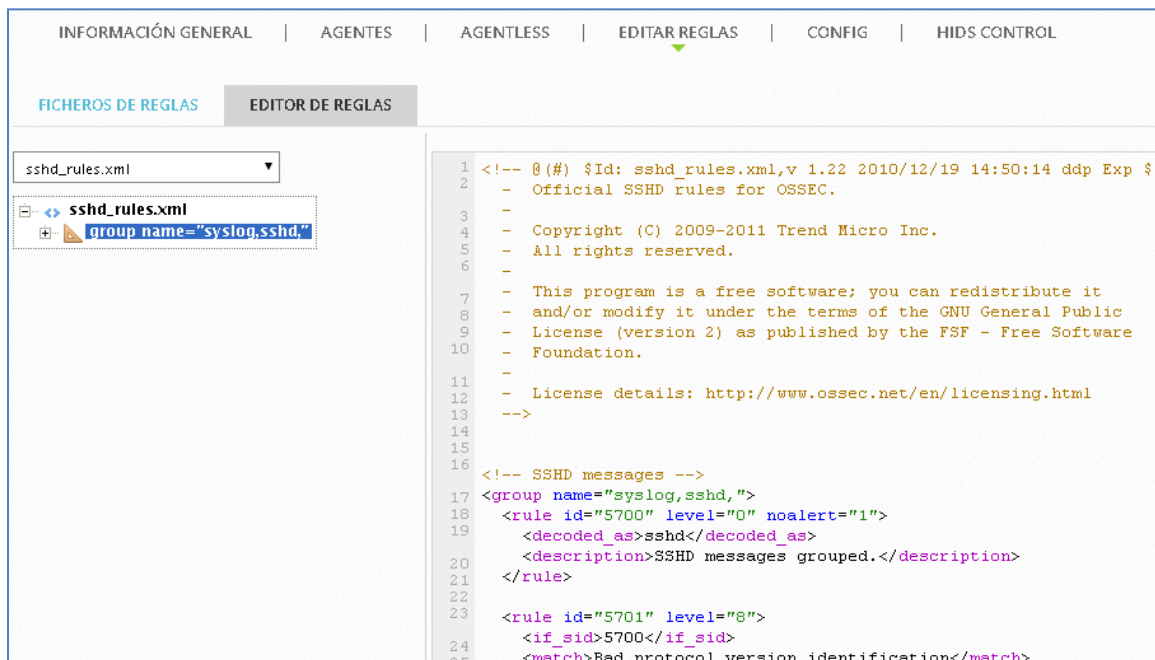 INFORMACIÓN GENERAL | AGENTES | AGENTLESS | EDITAR REGLAS | CONFIG | HIDS CONTROL
FICHEROS DE REGLAS EDITOR DE REGLAS
sshd_rules.xml
sshd_rules.xml
group name="syslog,sshd,"
1 <!-- @(#) $Id: sshd_rules.xml,v 1.22 2010/12/19 14:50:14 ddp Exp $
2 - Official SSHD rules for OSSEC.
3 -
4 - Copyright (C) 2009-2011 Trend Micro Inc.
5 - All rights reserved.
6 -
7 - This program is a free software; you can redistribute it
8 - and/or modify it under the terms of the GNU General Public
9 - License (version 2) as published by the FSF - Free Software
10 - Foundation.
11 -
12 - License details: http://www.ossec.net/en/licensing.html
13 -->
14
15
16 <!-- SSHD messages -->
17 <group name="syslog,sshd,">
18 <rule id="5700" level="0" noalert="1">
19 <decoded_as>sshd</decoded_as>
20 <description>SSHD messages grouped.</description>
21 </rule>
22
23 <rule id="5701" level="8">
24 <if_sid>5700</if_sid>
25 <match>Bad protocol version identification</match>